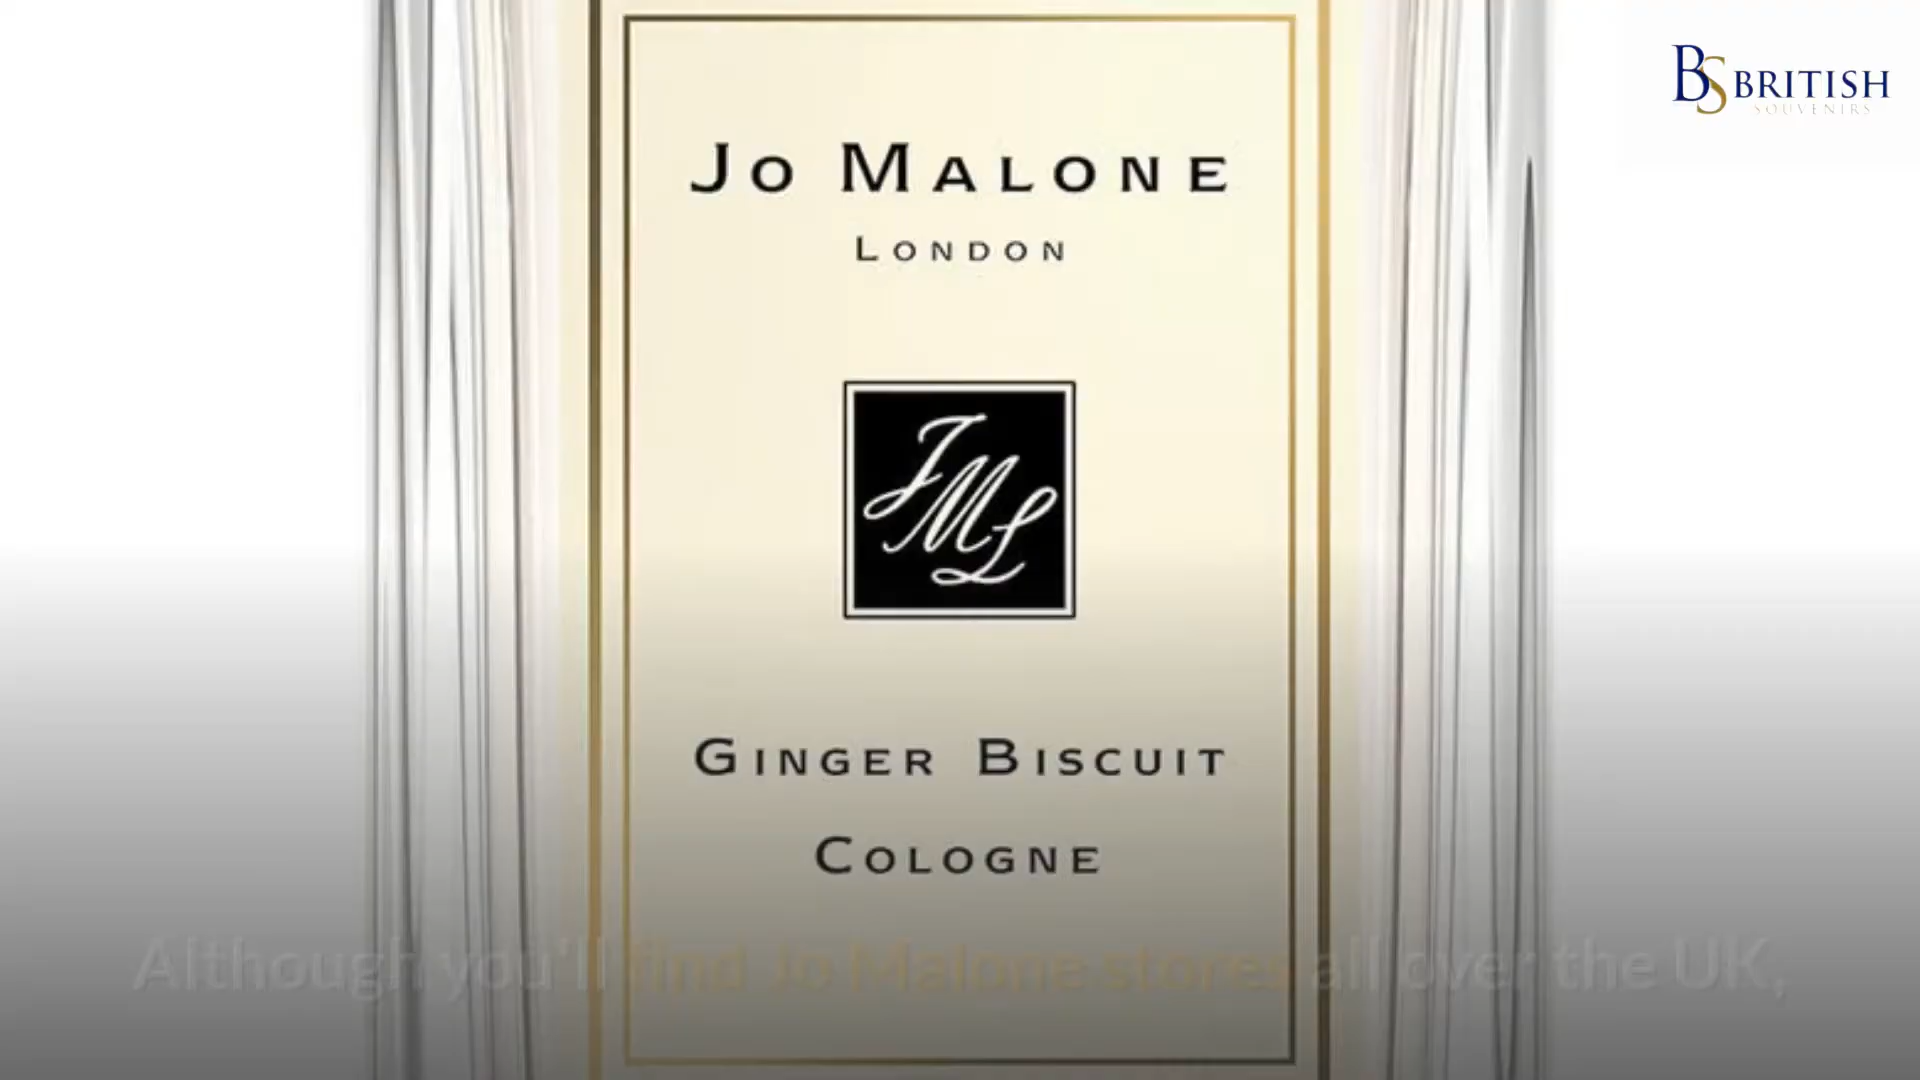 BS BRITISH
SOUVENIRS
JO MALONE
LONDON
JML
GINGER BISCUIT
COLOGNE
Although you'll find Jo Malone stores all over the UK,